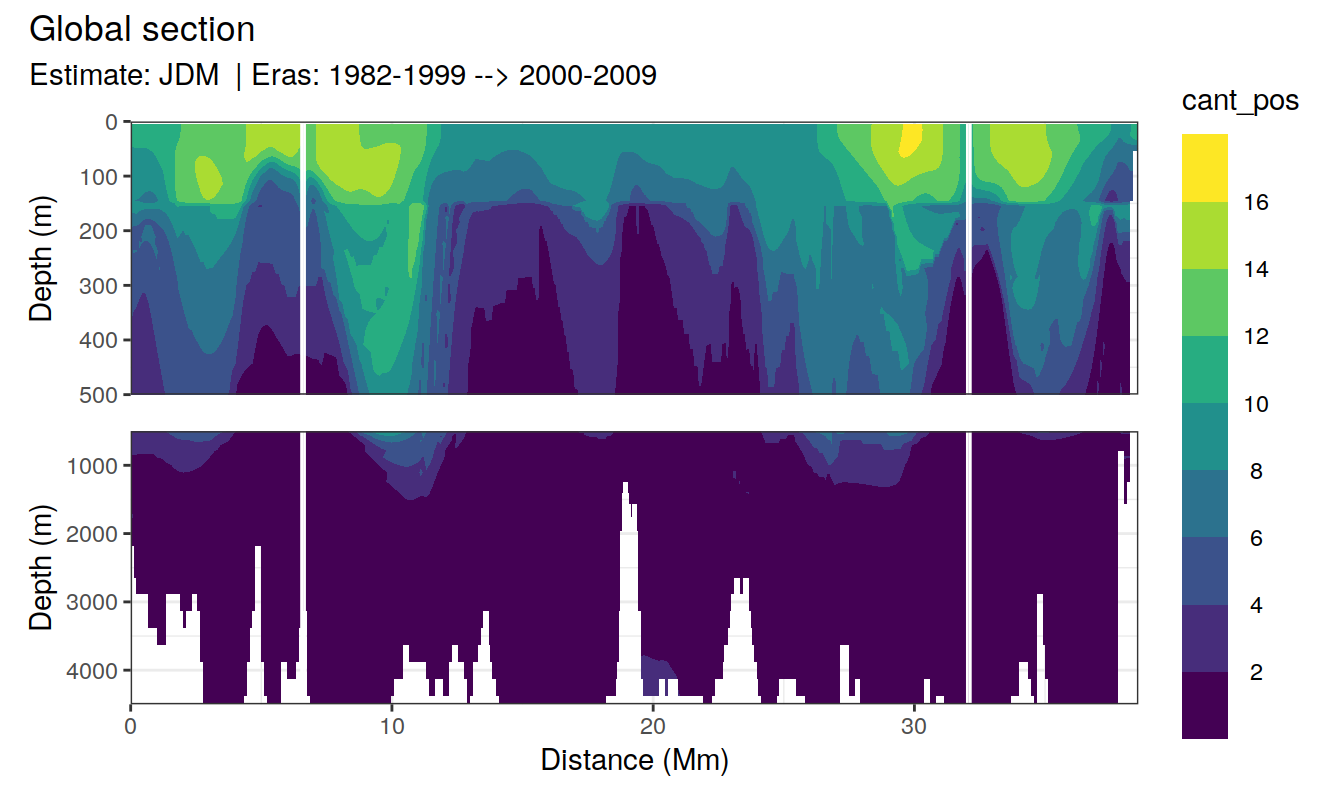 Global section
Estimate: JDM | Eras: 1982-1999 --> 2000-2009
cant_pos
16
14
12
10
8
6
4
2
Depth (m)
0
100
200
300
400
500
Depth (m)
1000
2000
3000
4000
0 10 20 30
Distance (Mm)